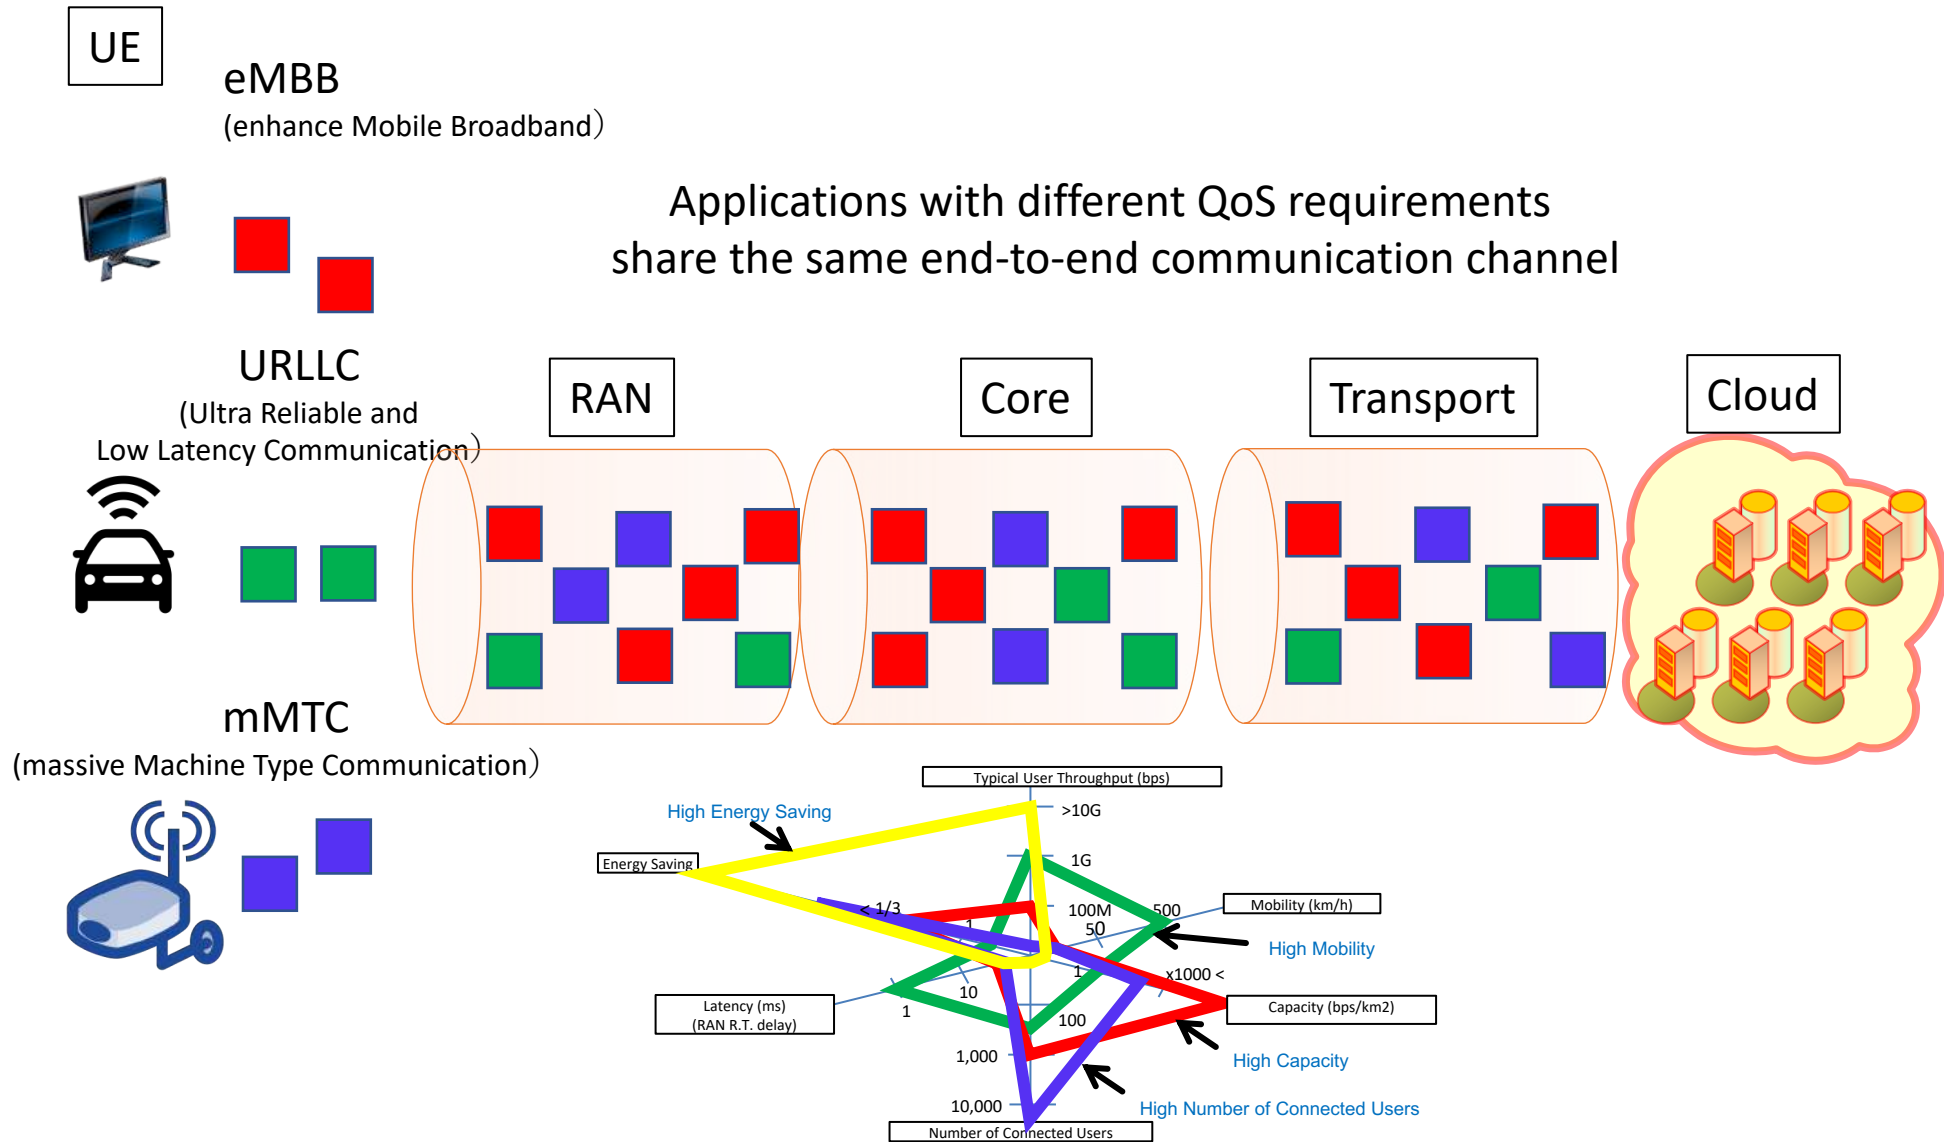 UE
eMBB
(enhance Mobile Broadband）
Applications with different QoS requirements
share the same end-to-end communication channel
URLLC
(Ultra Reliable and
Low Latency Communication）
RAN
Core
Transport
Cloud
mMTC
(massive Machine Type Communication）
Typical User Throughput (bps)
High Energy Saving
>10G
Energy Saving
1G
< 1/3
100M
500
Mobility (km/h)
1
50
High Mobility
1
x1000 <
10
Latency (ms)
(RAN R.T. delay)
1
Capacity (bps/km2)
100
1,000
High Capacity
10,000
High Number of Connected Users
Number of Connected Users